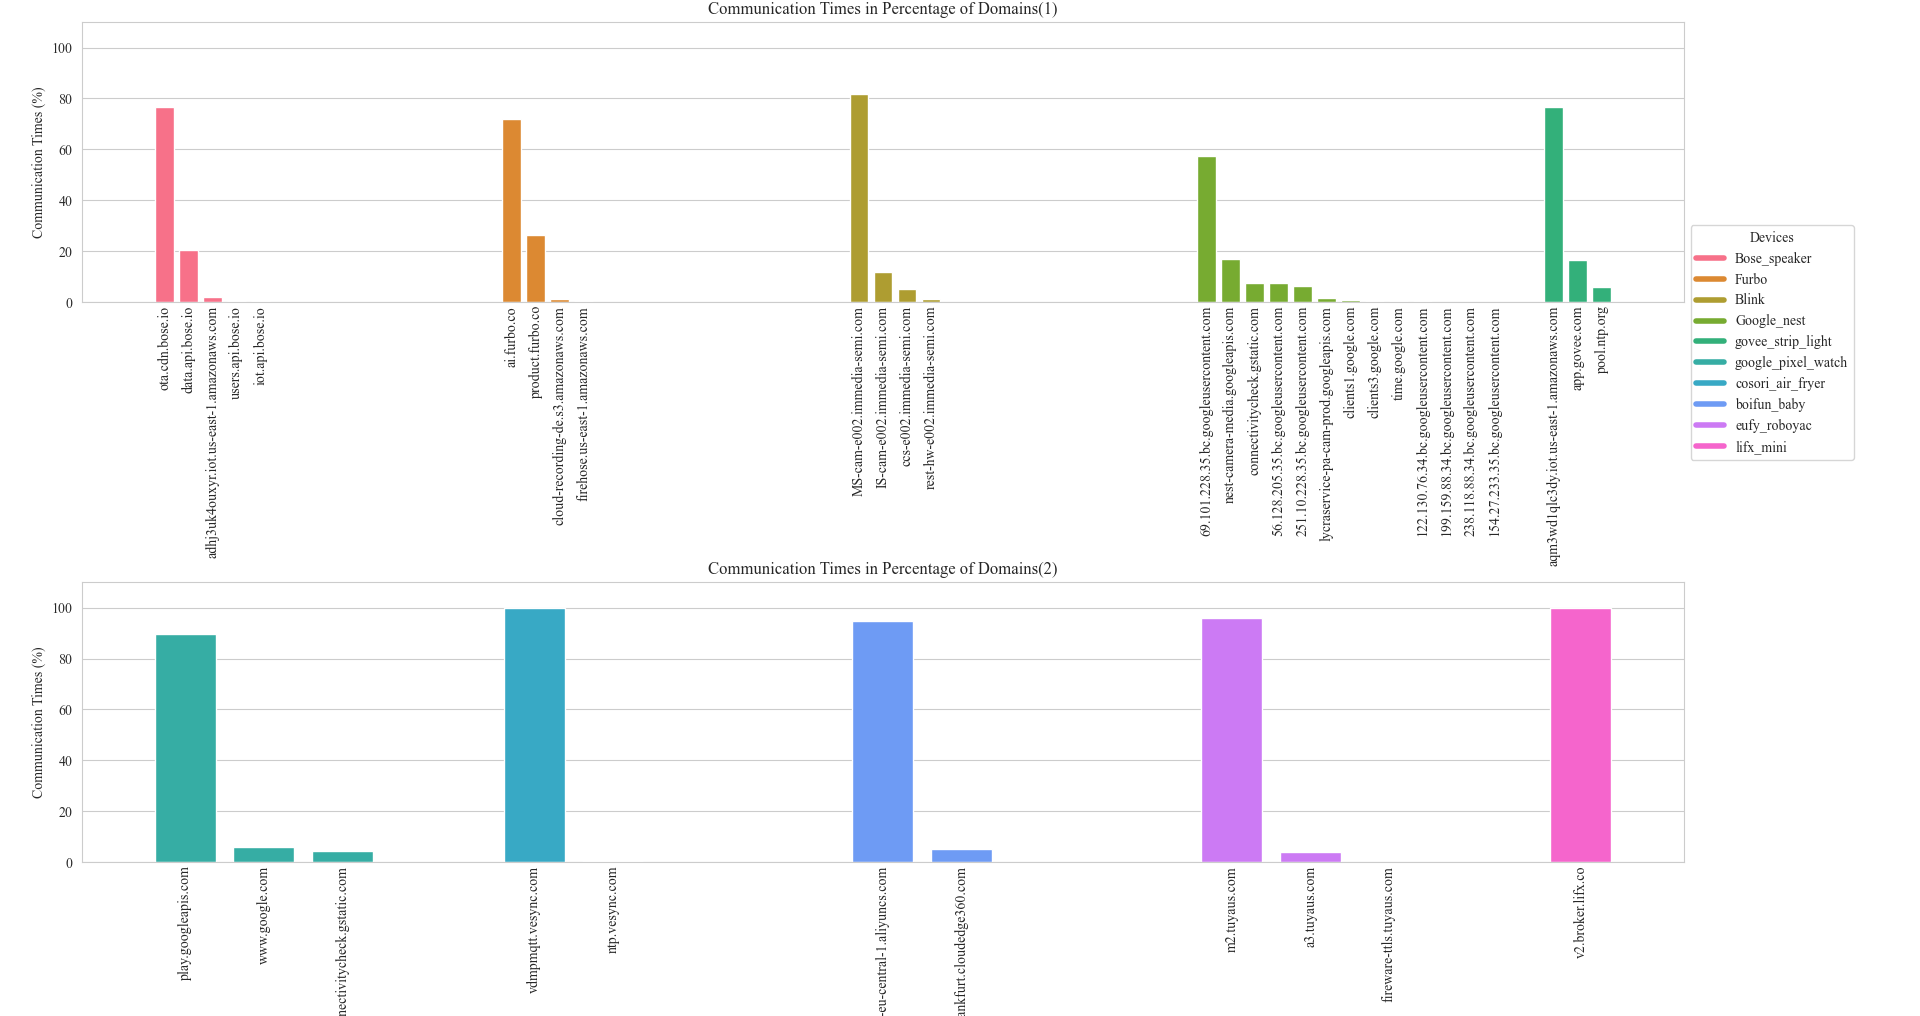 Communication Times in Percentage of Domains(1)
Communication Times (%)
100
80
60
40
20
0
ota.cdn.bose.io
data.api.bose.io
adhj3uk4ouxyr.iot.us-east-1.amazonaws.com
users.api.bose.io
iot.api.bose.io
ai.furbo.co
product.furbo.co
cloud-recording-de.s3.amazonaws.com
firehose.us-east-1.amazonaws.com
MS-cam-e002.immedia-semi.com
IS-cam-e002.immedia-semi.com
ccs-e002.immedia-semi.com
rest-hw-e002.immedia-semi.com
69.101.228.35.bc.googleusercontent.com
nest-camera-media.googleapis.com
connectivitycheck.gstatic.com
56.128.205.35.bc.googleusercontent.com
251.10.228.35.bc.googleusercontent.com
lycraservice-pa-cam-prod.googleapis.com
clients1.google.com
clients3.google.com
time.google.com
122.130.76.34.bc.googleusercontent.com
199.159.88.34.bc.googleusercontent.com
238.118.88.34.bc.googleusercontent.com
154.27.233.35.bc.googleusercontent.com
aqm3wd1qlc3dy.iot.us-east-1.amazonaws.com
app.govee.com
pool.ntp.org
Devices
Bose_speaker
Furbo
Blink
Google_nest
govee_strip_light
google_pixel_watch
cosori_air_fryer
boifun_baby
eufy_roboyac
lifx_mini
Communication Times in Percentage of Domains(2)
Communication Times (%)
100
80
60
40
20
0
play.googleapis.com
www.google.com
nectivitycheck.gstatic.com
vdmpmqtt.vesync.com
ntp.vesync.com
-eu-central-1.aliyuncs.com
ankfurt.cloudedge360.com
m2.tuyaus.com
a3.tuyaus.com
fireware-ttls.tuyaus.com
v2.broker.lifx.co